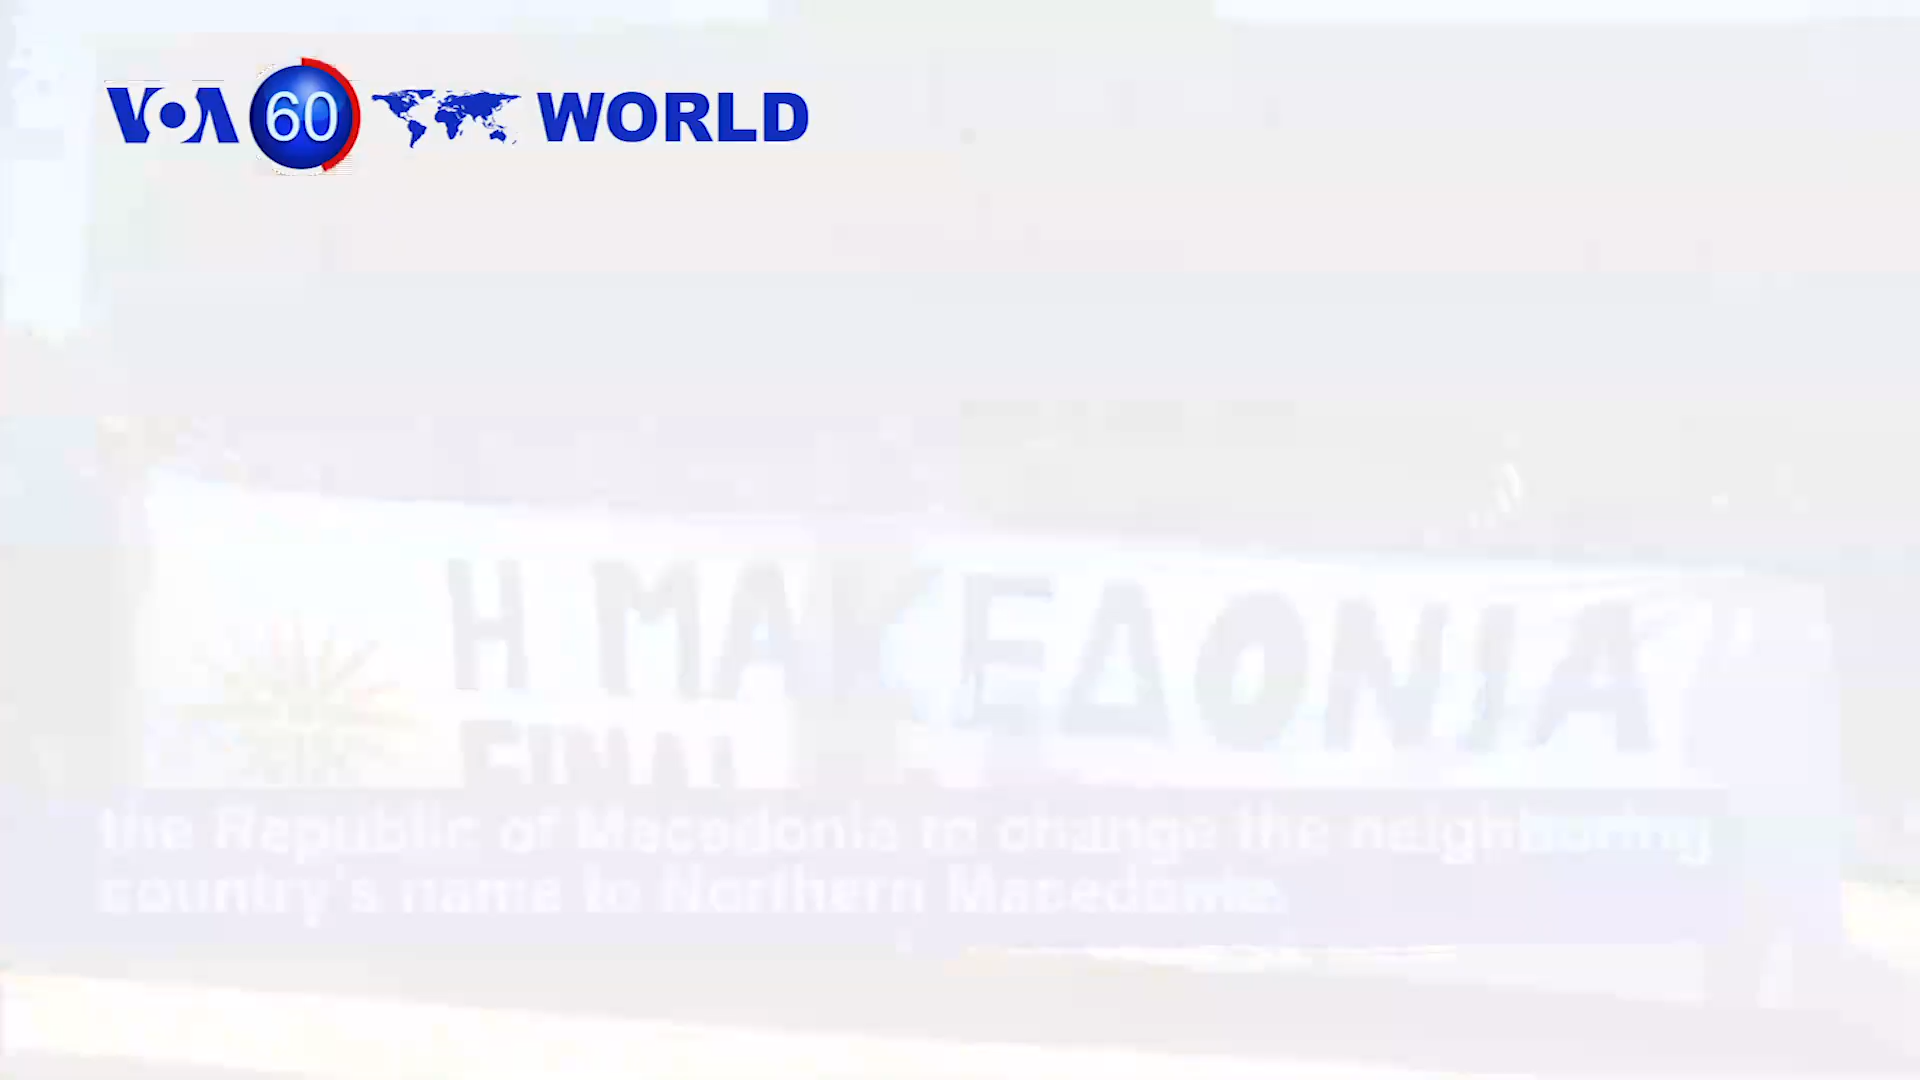 VOA 60 WORLD
Η ΜΑΚΕΔΟΝΙΑ
the Republic of Macedonia to change the neighboring
country's name to Northern Macedonia.